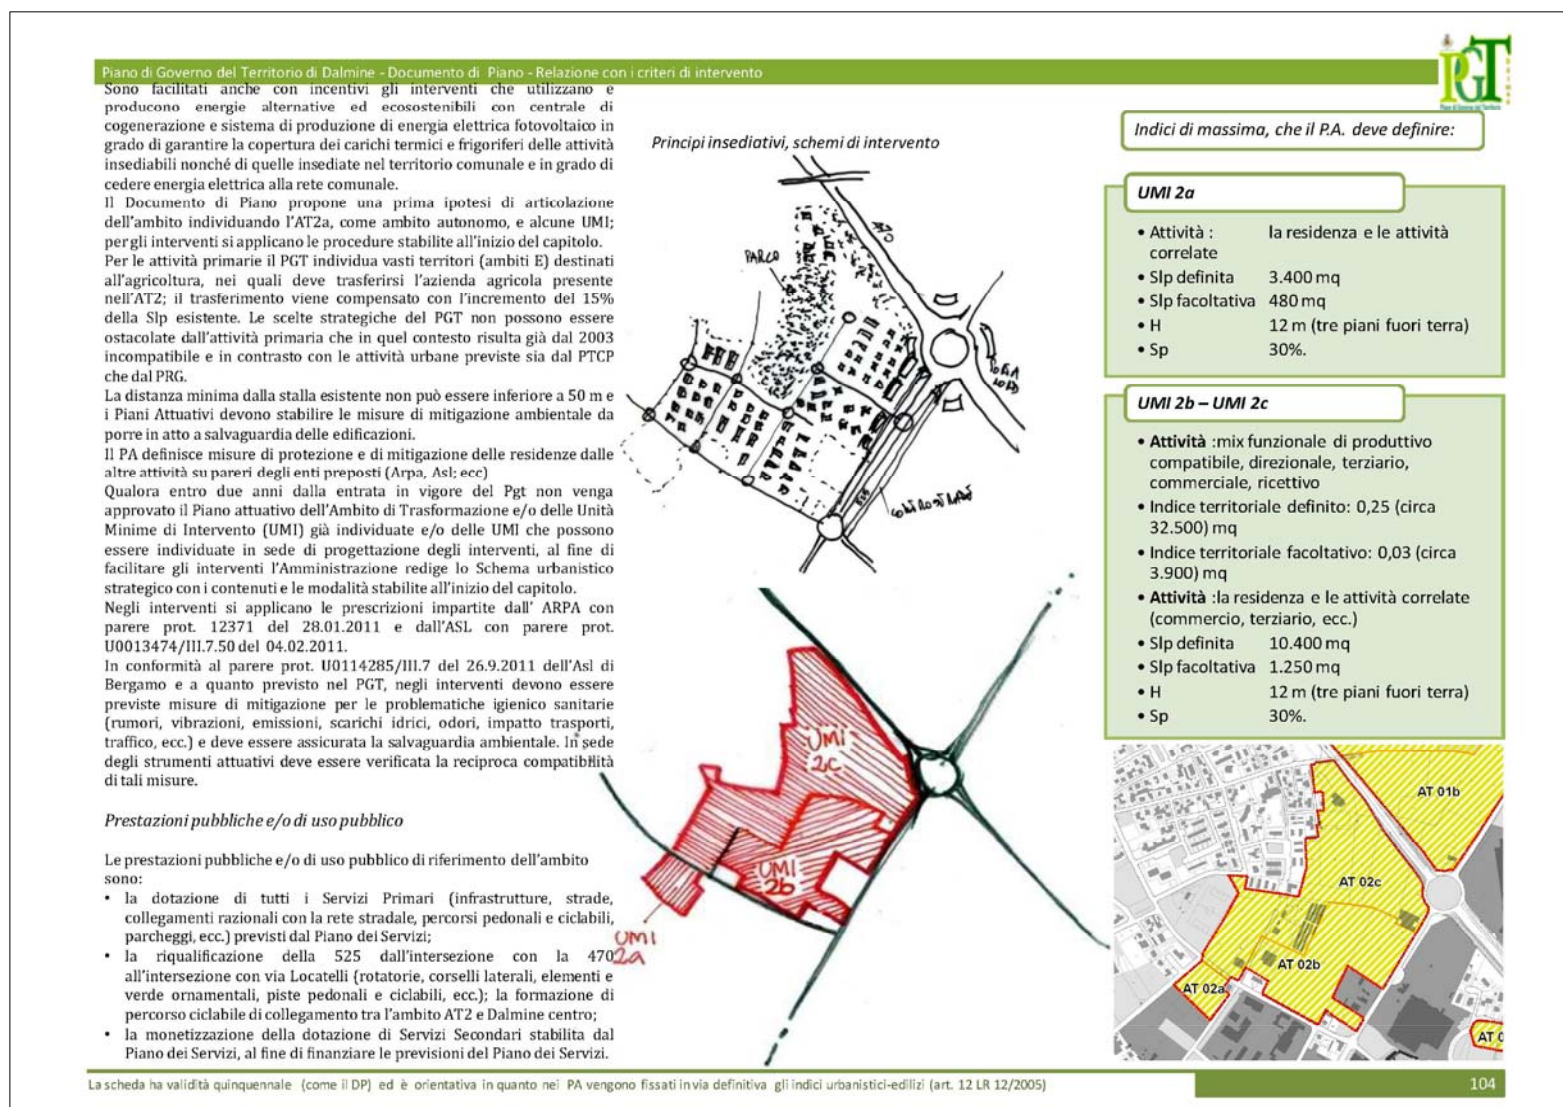 Piano di Governo del Territorio di Dalmine - Documento di Piano - Relazione con i criteri di intervento
PGT
Sono facilitati anche con incentivi gli interventi che utilizzano e
producono energie alternative ed ecosostenibili con centrale di
cogenerazione e sistema di produzione di energia elettrica fotovoltaico in
grado di garantire la copertura dei carichi termici e frigoriferi delle attività
insediabili nonché di quelle insediate nel territorio comunale e in grado di
cedere energia elettrica alla rete comunale.
Il Documento di Piano propone una prima ipotesi di articolazione
dell'ambito individuando l'AT2a, come ambito autonomo, e alcune UMI;
per gli interventi si applicano le procedure stabilite all'inizio del capitolo.
Per le attività primarie il PGT individua vasti territori (ambiti E) destinati
all'agricoltura, nei quali deve trasferirsi l'azienda agricola presente
nell'AT2; il trasferimento viene compensato con l'incremento del 15%
della Slp esistente. Le scelte strategiche del PGT non possono essere
ostacolate dall'attività primaria che in quel contesto risulta già dal 2003
incompatibile e in contrasto con le attività urbane previste sia dal PTCP
che dal PRG.
La distanza minima dalla stalla esistente non può essere inferiore a 50 m e
i Piani Attuativi devono stabilire le misure di mitigazione ambientale da
porre in atto a salvaguardia delle edificazioni.
Il PA definisce misure di protezione e di mitigazione delle residenze dalle
altre attività su pareri degli enti preposti (Arpa, Asl; ecc)
Qualora entro due anni dalla entrata in vigore del Pgt non venga
approvato il Piano attuativo dell'Ambito di Trasformazione e/o delle Unità
Minime di Intervento (UMI) già individuate e/o delle UMI che possono
essere individuate in sede di progettazione degli interventi, al fine di
facilitare gli interventi l'Amministrazione redige lo Schema urbanistico
strategico con i contenuti e le modalità stabilite all'inizio del capitolo.
Negli interventi si applicano le prescrizioni impartite dall' ARPA con
parere prot. 12371 del 28.01.2011 e dall'ASL con parere prot.
U0013474/III.7.50 del 04.02.2011.
In conformità al parere prot. U0114285/III.7 del 26.9.2011 dell'Asl di
Bergamo e a quanto previsto nel PGT, negli interventi devono essere
previste misure di mitigazione per le problematiche igienico sanitarie
(rumori, vibrazioni, emissioni, scarichi idrici, odori, impatto trasporti,
traffico, ecc.) e deve essere assicurata la salvaguardia ambientale. In sede
degli strumenti attuativi deve essere verificata la reciproca compatibilità
di tali misure.
Prestazioni pubbliche e/o di uso pubblico
Le prestazioni pubbliche e/o di uso pubblico di riferimento dell'ambito
sono:
• la dotazione di tutti i Servizi Primari (infrastrutture, strade,
collegamenti razionali con la rete stradale, percorsi pedonali e ciclabili,
parcheggi, ecc.) previsti dal Piano dei Servizi;
• la riqualificazione della 525 dall'intersezione con la 470
all'intersezione con via Locatelli (rotatorie, corselli laterali, elementi e
verde ornamentali, piste pedonali e ciclabili, ecc.); la formazione di
percorso ciclabile di collegamento tra l'ambito AT2 e Dalmine centro;
• la monetizzazione della dotazione di Servizi Secondari stabilita dal
Piano dei Servizi, al fine di finanziare le previsioni del Piano dei Servizi.
Principi insediativi, schemi di intervento
PARCO
470
525
UMI
2c
UMI
2b
UMI
2a
Indici di massima, che il P.A. deve definire:
UMI 2a
• Attività : la residenza e le attività
correlate
• Slp definita 3.400 mq
• Slp facoltativa 480 mq
• H 12 m (tre piani fuori terra)
• Sp 30%.
UMI 2b – UMI 2c
• Attività :mix funzionale di produttivo
compatibile, direzionale, terziario,
commerciale, ricettivo
• Indice territoriale definito: 0,25 (circa
32.500) mq
• Indice territoriale facoltativo: 0,03 (circa
3.900) mq
• Attività :la residenza e le attività correlate
(commercio, terziario, ecc.)
• Slp definita 10.400 mq
• Slp facoltativa 1.250 mq
• H 12 m (tre piani fuori terra)
• Sp 30%.
AT 01b
AT 02c
AT 02b
AT 02a
AT 0
La scheda ha validità quinquennale (come il DP) ed è orientativa in quanto nei PA vengono fissati in via definitiva gli indici urbanistici-edilizi (art. 12 LR 12/2005)
104